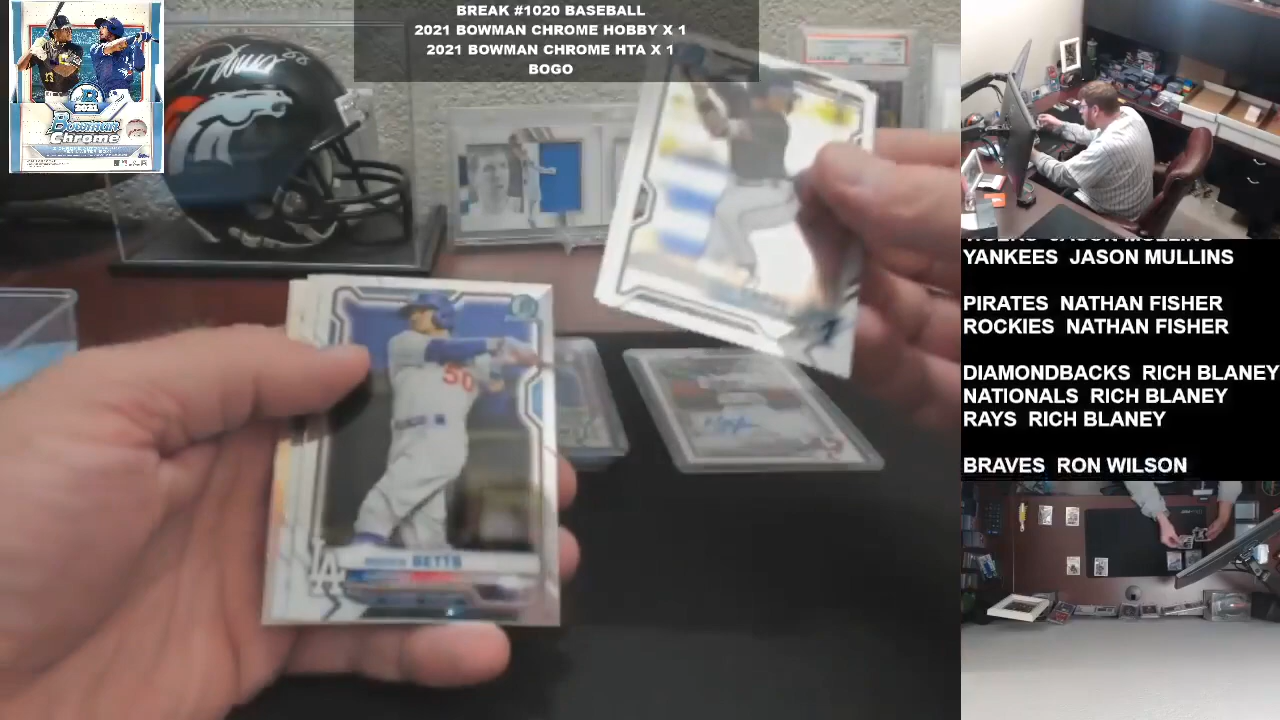 BREAK #1020 BASEBALL
2021 BOWMAN CHROME HOBBY X 1
2021 BOWMAN CHROME HTA X 1
BOGO
BOWMAN
Chrome
50
BETTS
LA
YANKEES JASON MULLINS
PIRATES NATHAN FISHER
ROCKIES NATHAN FISHER
DIAMONDBACKS RICH BLANEY
NATIONALS RICH BLANEY
RAYS RICH BLANEY
BRAVES RON WILSON